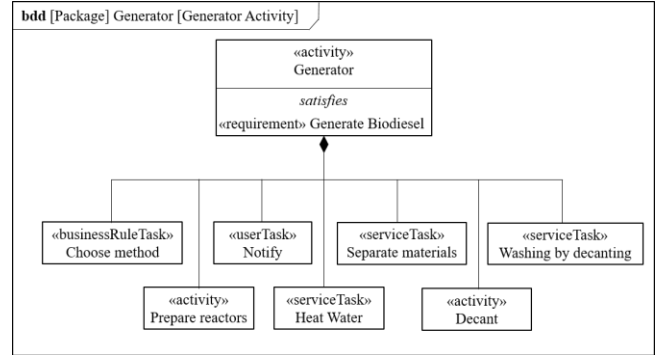 bdd [Package] Generator [Generator Activity]
«activity»
Generator
satisfies
«requirement» Generate Biodiesel
«businessRuleTask»
Choose method
«userTask»
Notify
«serviceTask»
Separate materials
«serviceTask»
Washing by decanting
«activity»
Prepare reactors
«serviceTask»
Heat Water
«activity»
Decant